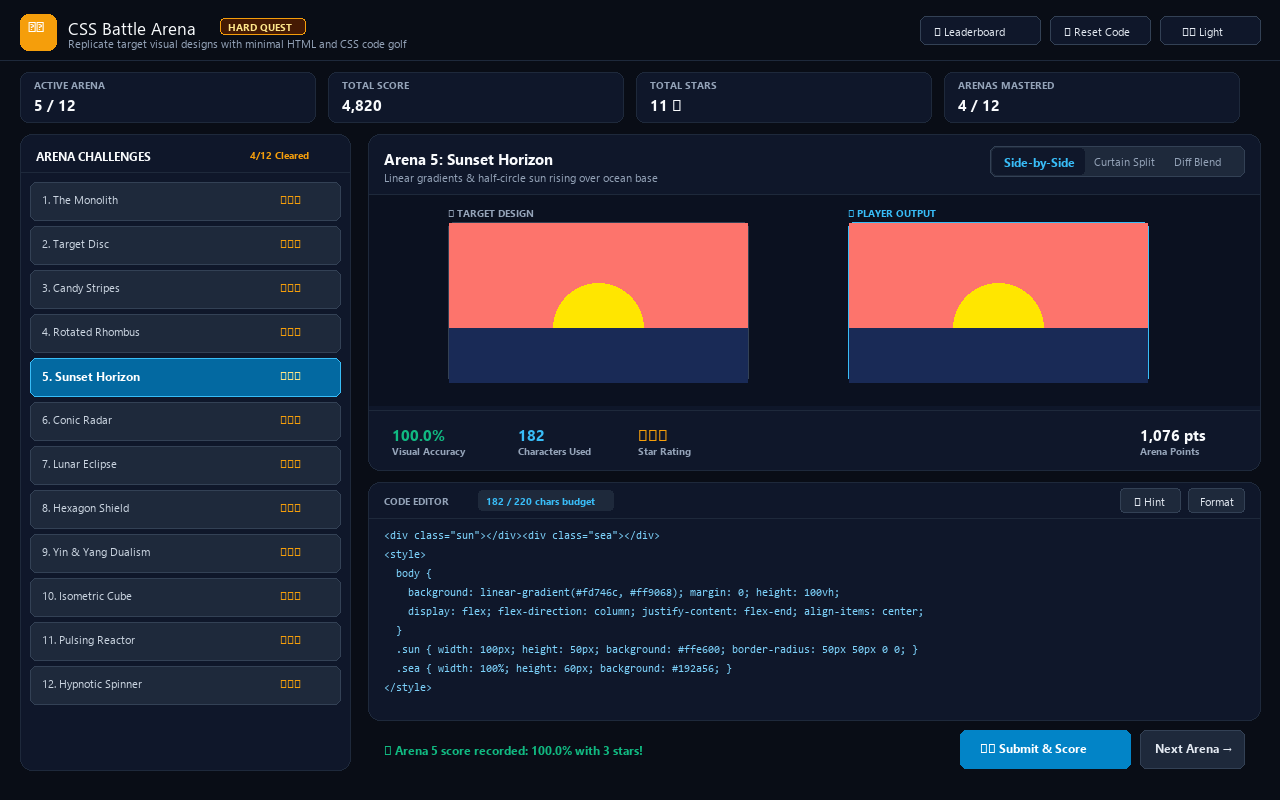 CSS Battle Arena
HARD QUEST
Replicate target visual designs with minimal HTML and CSS code golf
Leaderboard
Reset Code
Light
ACTIVE ARENA
5 / 12
TOTAL SCORE
4,820
TOTAL STARS
11
ARENAS MASTERED
4 / 12
ARENA CHALLENGES
4/12 Cleared
1. The Monolith
2. Target Disc
3. Candy Stripes
4. Rotated Rhombus
5. Sunset Horizon
6. Conic Radar
7. Lunar Eclipse
8. Hexagon Shield
9. Yin & Yang Dualism
10. Isometric Cube
11. Pulsing Reactor
12. Hypnotic Spinner
Arena 5: Sunset Horizon
Linear gradients & half-circle sun rising over ocean base
Side-by-Side
Curtain Split
Diff Blend
TARGET DESIGN
PLAYER OUTPUT
100.0%
Visual Accuracy
182
Characters Used
Star Rating
1,076 pts
Arena Points
CODE EDITOR
182 / 220 chars budget
Hint
Format
<div class="sun"></div><div class="sea"></div>
<style>
body {
background: linear-gradient(#fd746c, #ff9068); margin: 0; height: 100vh;
display: flex; flex-direction: column; justify-content: flex-end; align-items: center;
}
.sun { width: 100px; height: 50px; background: #ffe600; border-radius: 50px 50px 0 0; }
.sea { width: 100%; height: 60px; background: #192a56; }
</style>
Arena 5 score recorded: 100.0% with 3 stars!
Submit & Score
Next Arena →